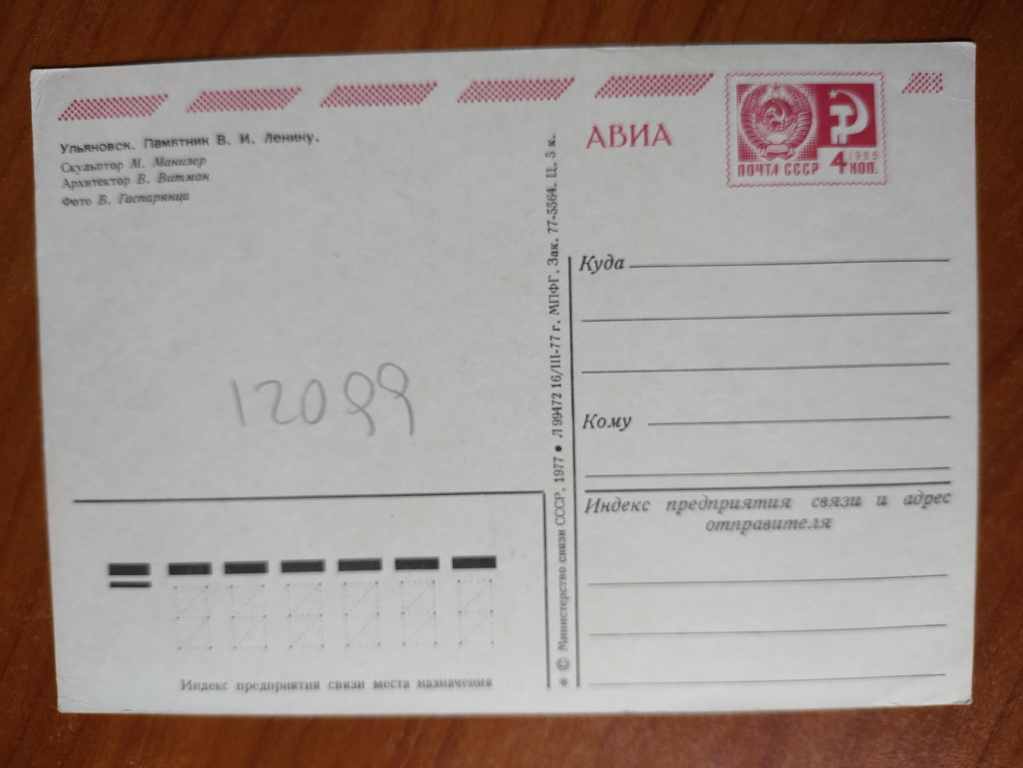 Ульяновск. Памятник В. И. Ленину.
Скульптор М. Манизер
Архитектор В. Витман
Фото В. Гаспарянца
12099
Индекс предприятия связи места назначения
* © Министерство связи СССР, 1977 • Л 99472 16/III-77 г. МПФГ. Зак. 77-5564. Ц. 5 к.
АВИА
1966
ПОЧТА СССР 4 КОП.
Куда
Кому
Индекс предприятия связи и адрес
отправителя